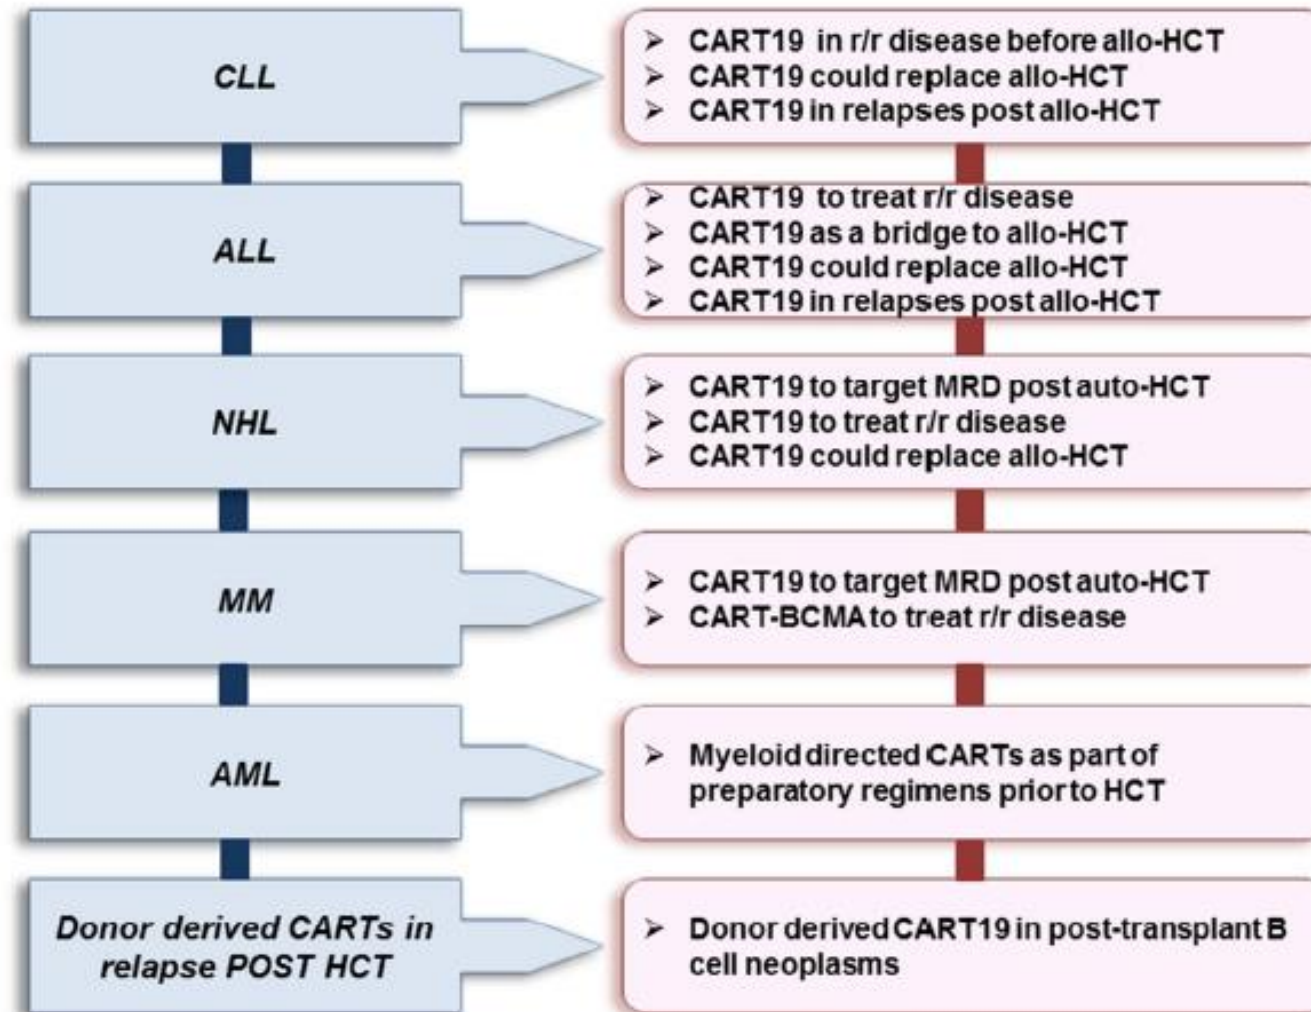 CLL
➢ CART19 in r/r disease before allo-HCT
➢ CART19 could replace allo-HCT
➢ CART19 in relapses post allo-HCT
ALL
➢ CART19 to treat r/r disease
➢ CART19 as a bridge to allo-HCT
➢ CART19 could replace allo-HCT
➢ CART19 in relapses post allo-HCT
NHL
➢ CART19 to target MRD post auto-HCT
➢ CART19 to treat r/r disease
➢ CART19 could replace allo-HCT
MM
➢ CART19 to target MRD post auto-HCT
➢ CART-BCMA to treat r/r disease
AML
➢ Myeloid directed CARTs as part of
preparatory regimens prior to HCT
Donor derived CARTs in
relapse POST HCT
➢ Donor derived CART19 in post-transplant B
cell neoplasms